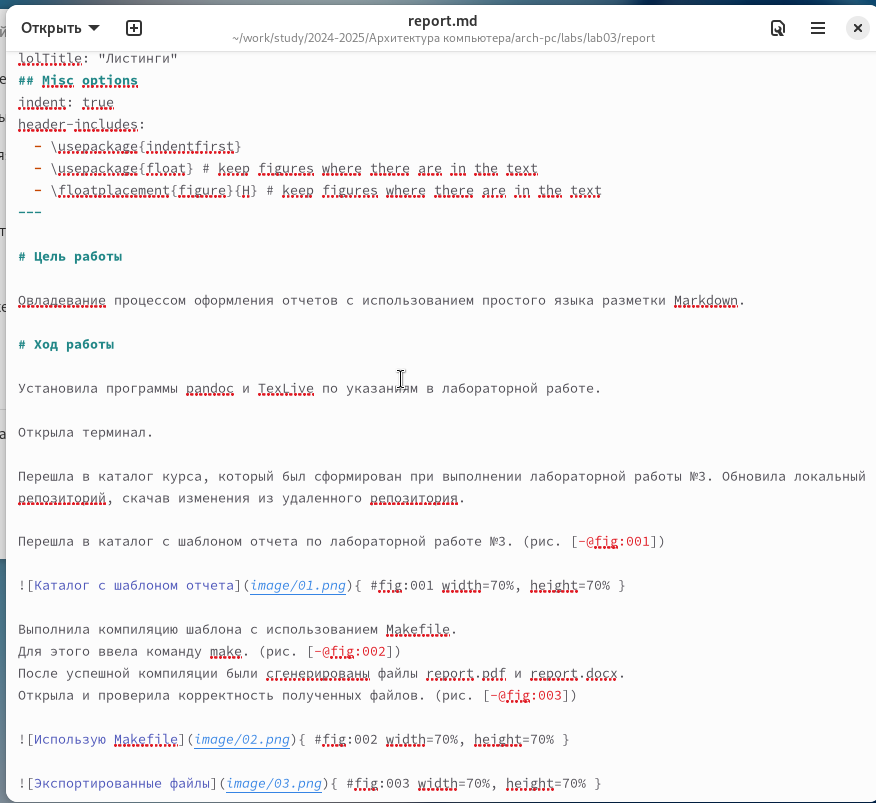 Открыть
report.md
~/work/study/2024-2025/Архитектура компьютера/arch-pc/labs/lab03/report
lolTitle: "Листинги"
## Misc options
indent: true
header-includes:
- \usepackage{indentfirst}
- \usepackage{float} # keep figures where there are in the text
- \floatplacement{figure}{H} # keep figures where there are in the text
---
# Цель работы
Овладевание процессом оформления отчетов с использованием простого языка разметки Markdown.
# Ход работы
Установила программы pandoc и TexLive по указаниям в лабораторной работе.
Открыла терминал.
Перешла в каталог курса, который был сформирован при выполнении лабораторной работы №3. Обновила локальный
репозиторий, скачав изменения из удаленного репозитория.
Перешла в каталог с шаблоном отчета по лабораторной работе №3. (рис. [-@fig:001])
![Каталог с шаблоном отчета](image/01.png){ #fig:001 width=70%, height=70% }
Выполнила компиляцию шаблона с использованием Makefile.
Для этого ввела команду make. (рис. [-@fig:002])
После успешной компиляции были сгенерированы файлы report.pdf и report.docx.
Открыла и проверила корректность полученных файлов. (рис. [-@fig:003])
![Использую Makefile](image/02.png){ #fig:002 width=70%, height=70% }
![Экспортированные файлы](image/03.png){ #fig:003 width=70%, height=70% }